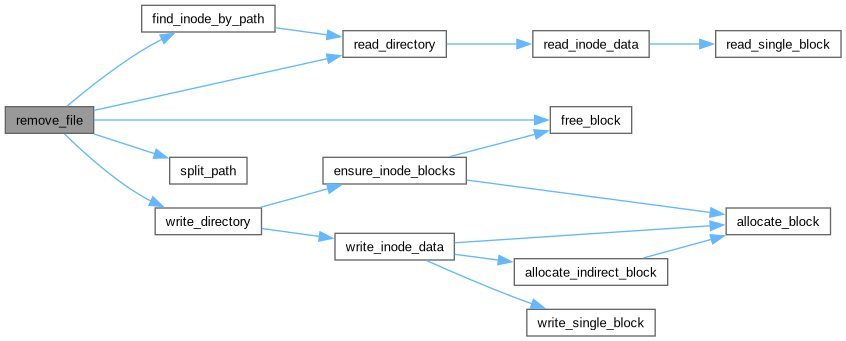 find_inode_by_path
read_directory
read_inode_data
read_single_block
remove_file
free_block
split_path
ensure_inode_blocks
write_directory
allocate_block
write_inode_data
allocate_indirect_block
write_single_block